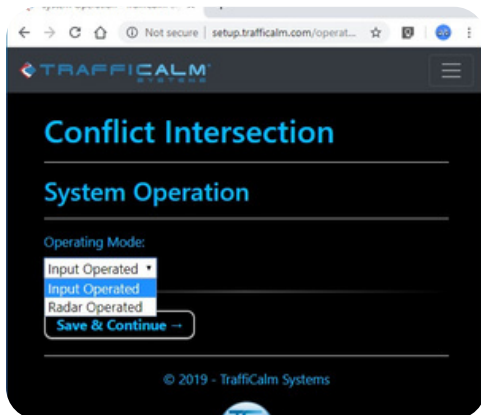 Not secure | setup.trafficalm.com/operat...
TRAFFICALM
SYSTEMS
Conflict Intersection
System Operation
Operating Mode:
Input Operated
Input Operated
Radar Operated
Save & Continue →
© 2019 - TraffiCalm Systems